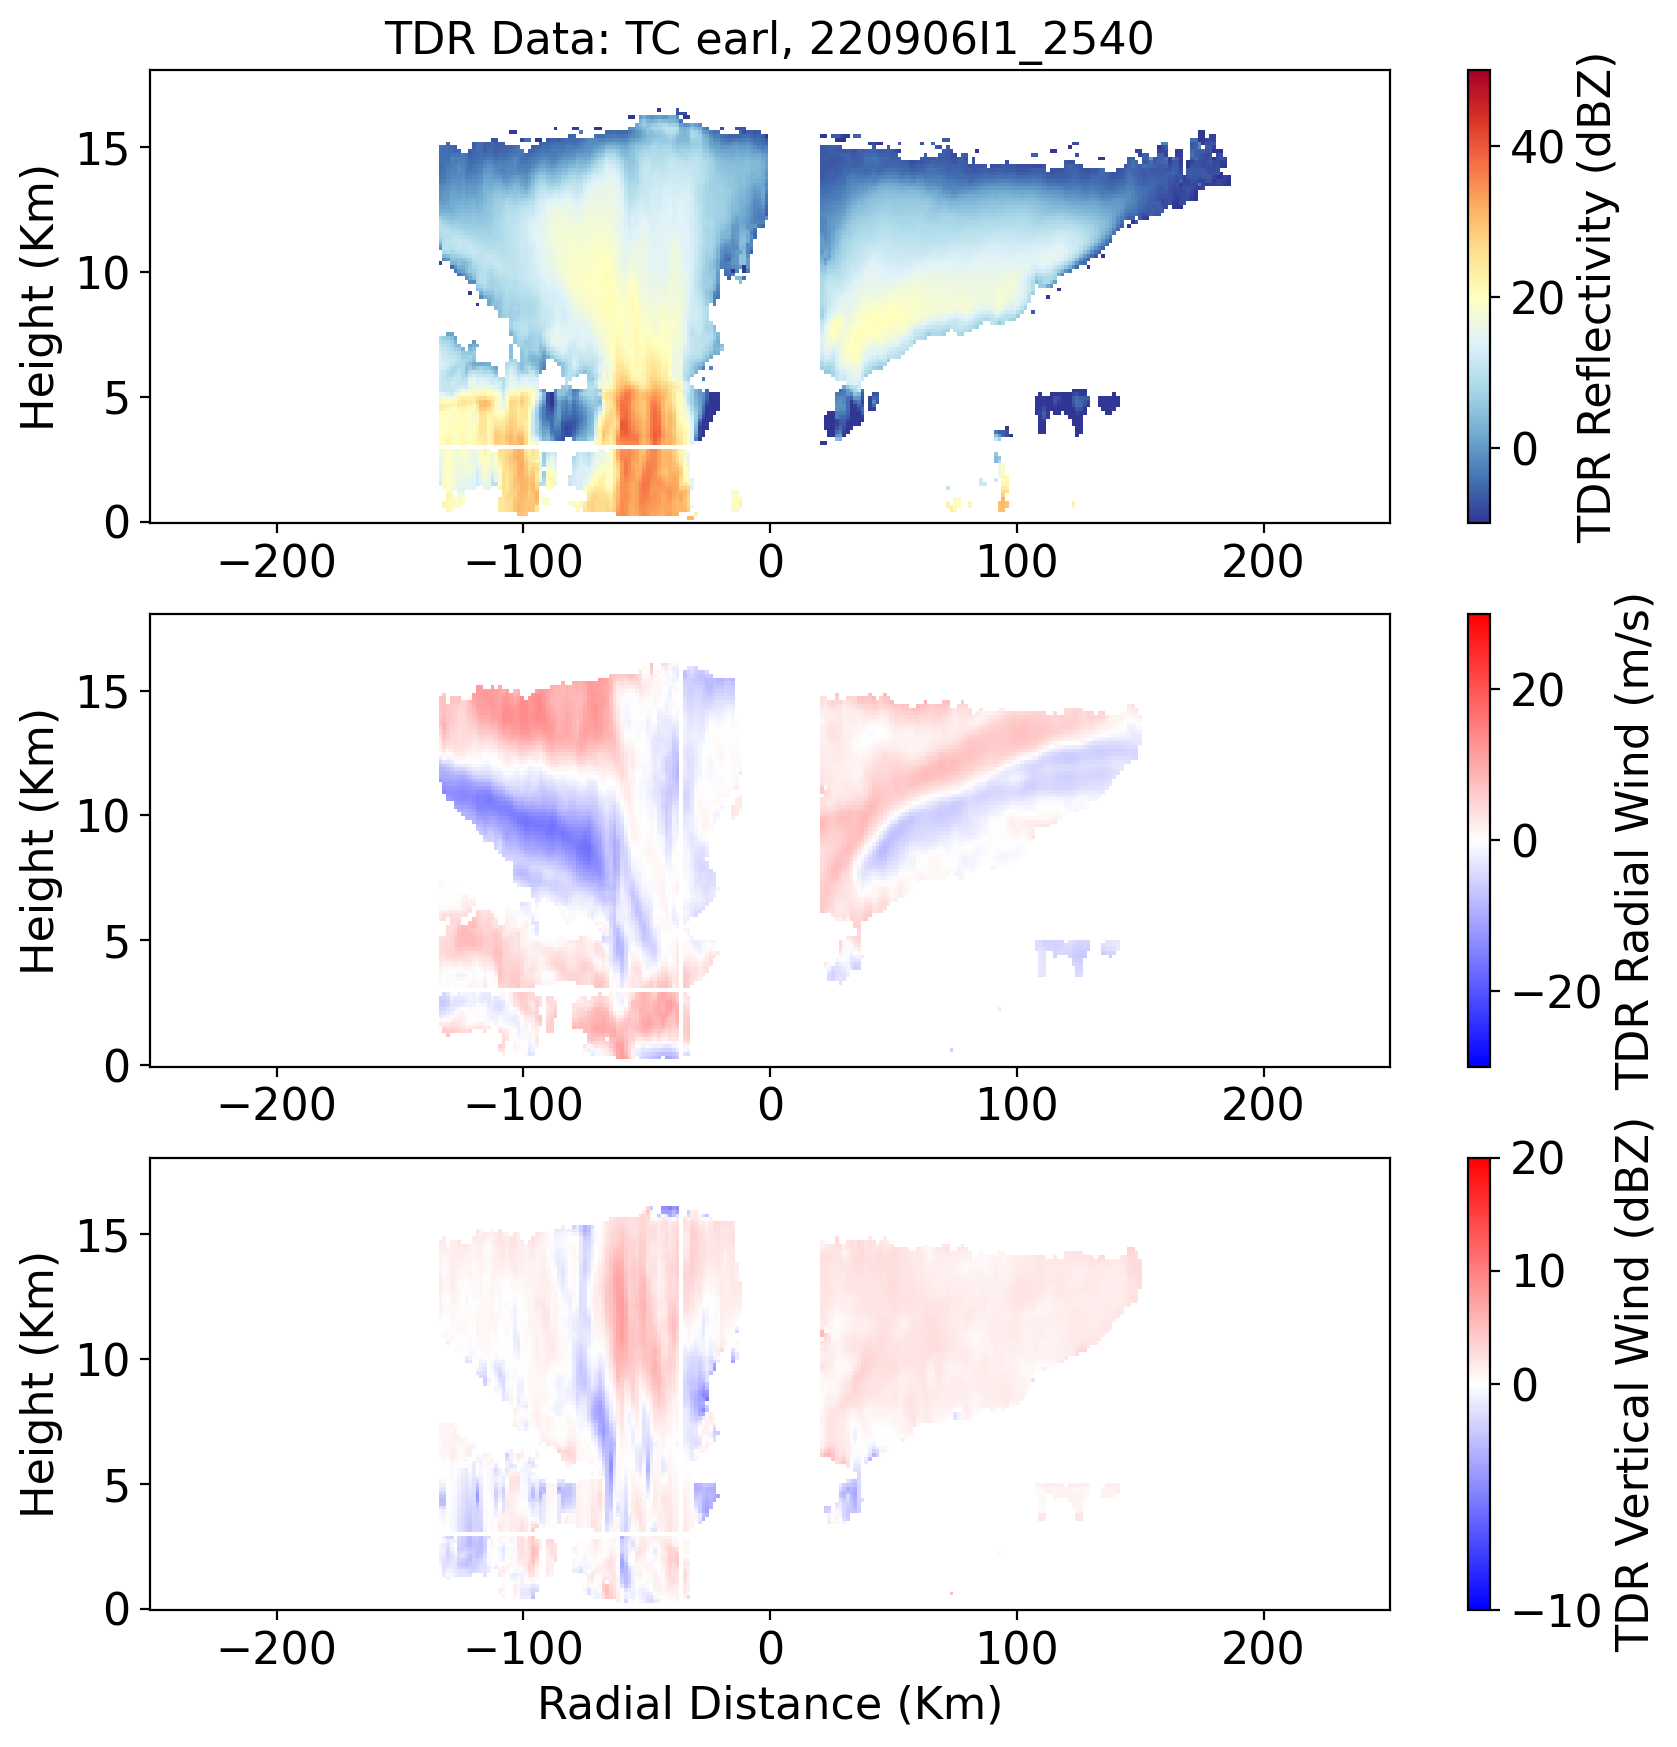 TDR Data: TC earl, 220906I1_2540
Height (Km)
15
10
5
0
−200 −100 0 100 200
40
20
0
TDR Reflectivity (dBZ)
Height (Km)
15
10
5
0
−200 −100 0 100 200
20
0
−20
TDR Radial Wind (m/s)
Height (Km)
15
10
5
0
−200 −100 0 100 200
Radial Distance (Km)
20
10
0
−10
TDR Vertical Wind (dBZ)